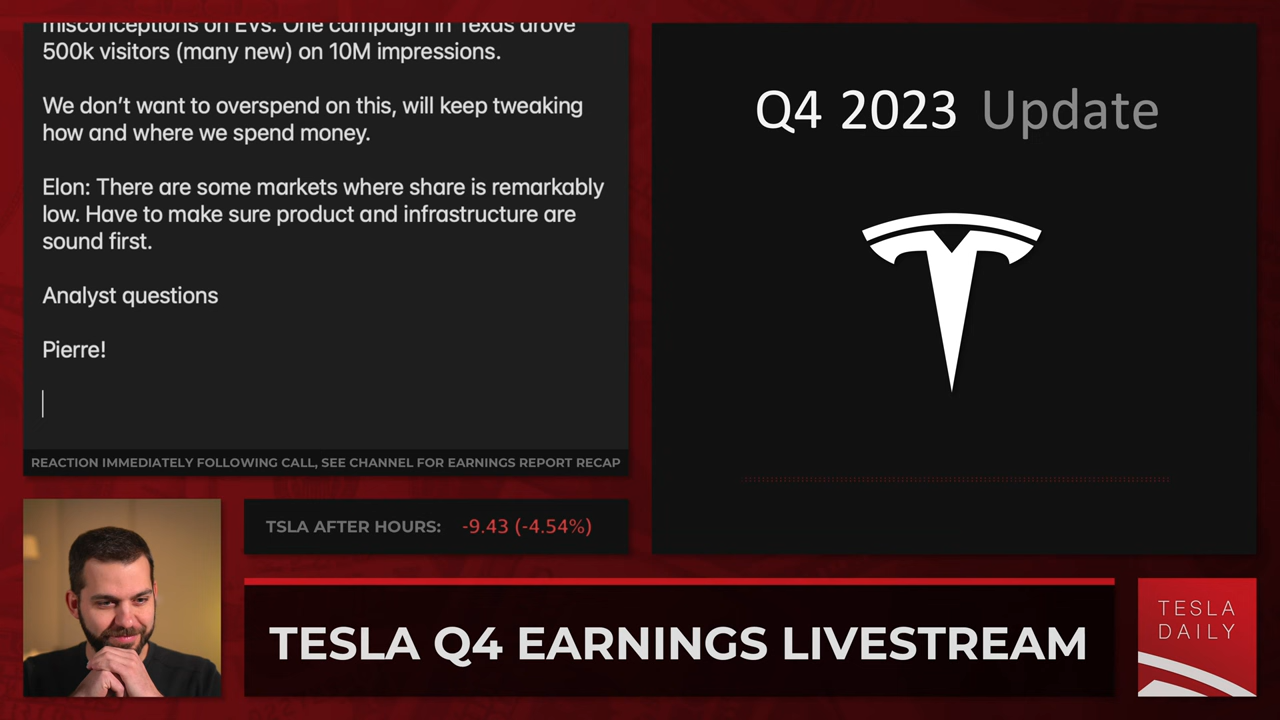 misconceptions on EVs. One campaign in Texas drove
500k visitors (many new) on 10M impressions.
We don't want to overspend on this, will keep tweaking
how and where we spend money.
Elon: There are some markets where share is remarkably
low. Have to make sure product and infrastructure are
sound first.
Analyst questions
Pierre!
REACTION IMMEDIATELY FOLLOWING CALL, SEE CHANNEL FOR EARNINGS REPORT RECAP
Q4 2023 Update
TSLA AFTER HOURS: -9.43 (-4.54%)
TESLA Q4 EARNINGS LIVESTREAM
TESLA
DAILY